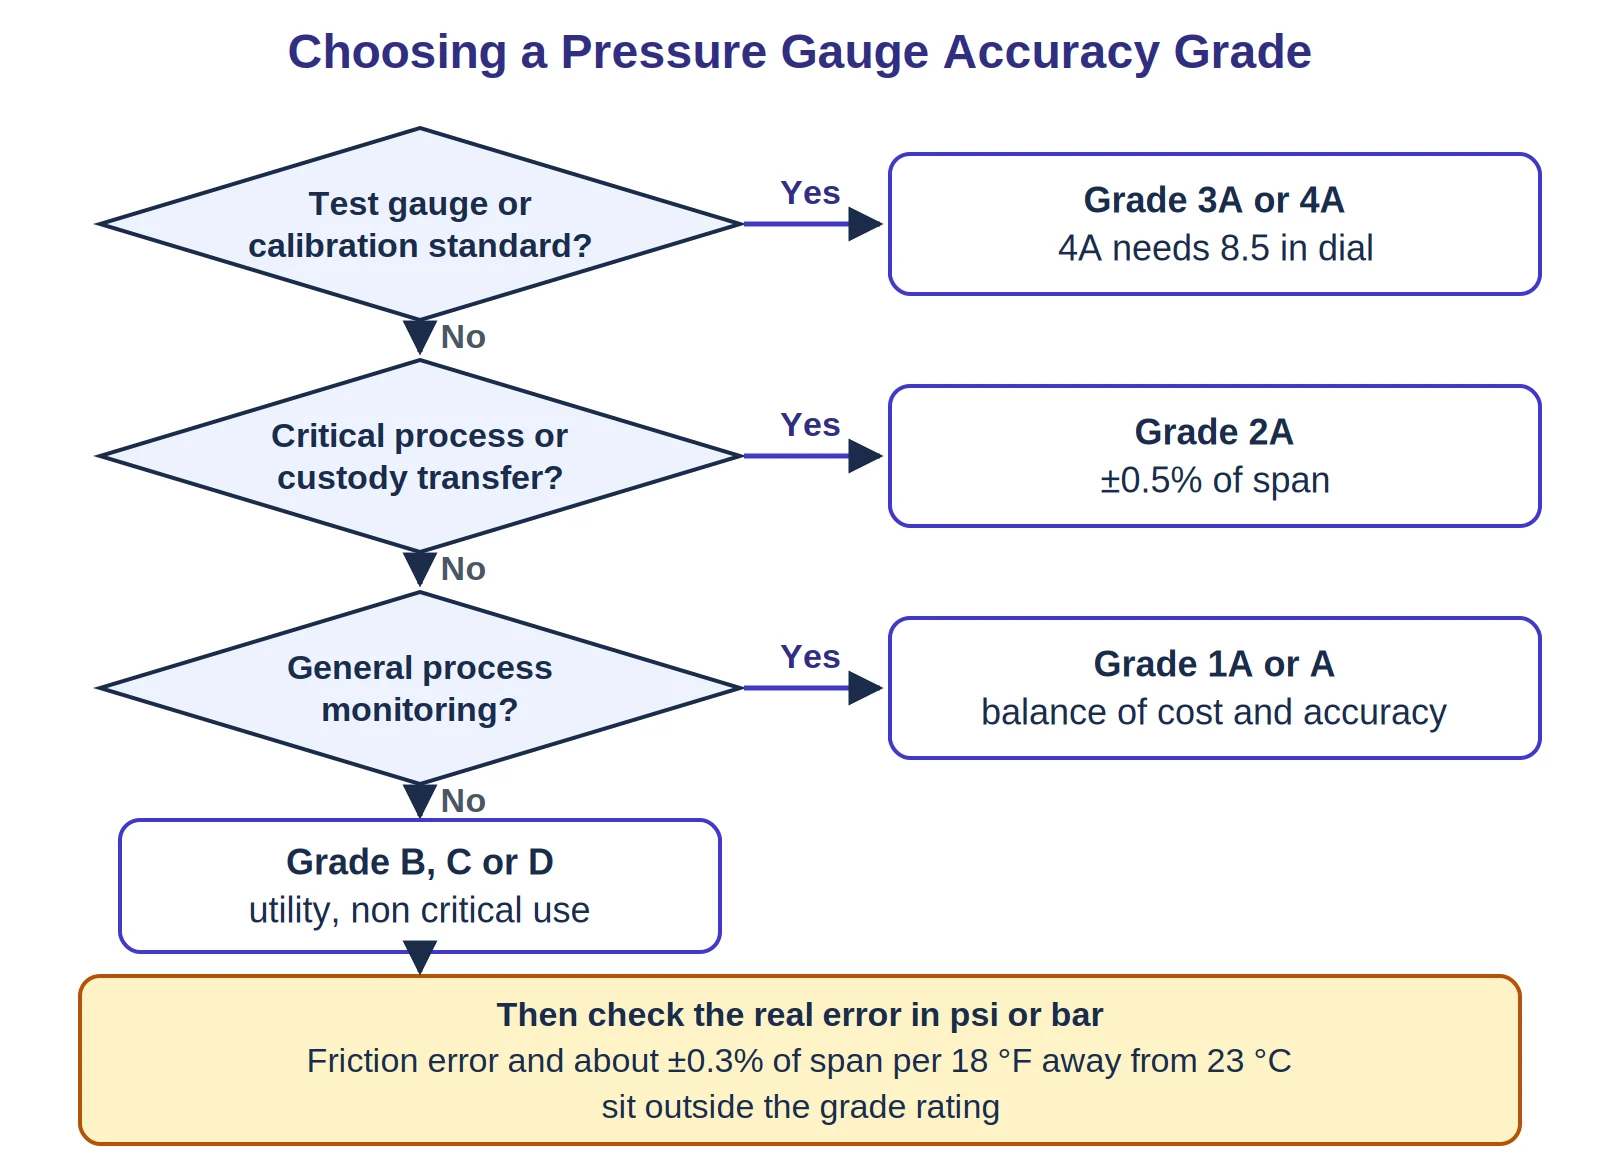 Choosing a Pressure Gauge Accuracy Grade
Test gauge or
calibration standard?
Yes
Grade 3A or 4A
4A needs 8.5 in dial
No
Critical process or
custody transfer?
Yes
Grade 2A
±0.5% of span
No
General process
monitoring?
Yes
Grade 1A or A
balance of cost and accuracy
No
Grade B, C or D
utility, non critical use
Then check the real error in psi or bar
Friction error and about ±0.3% of span per 18 °F away from 23 °C
sit outside the grade rating